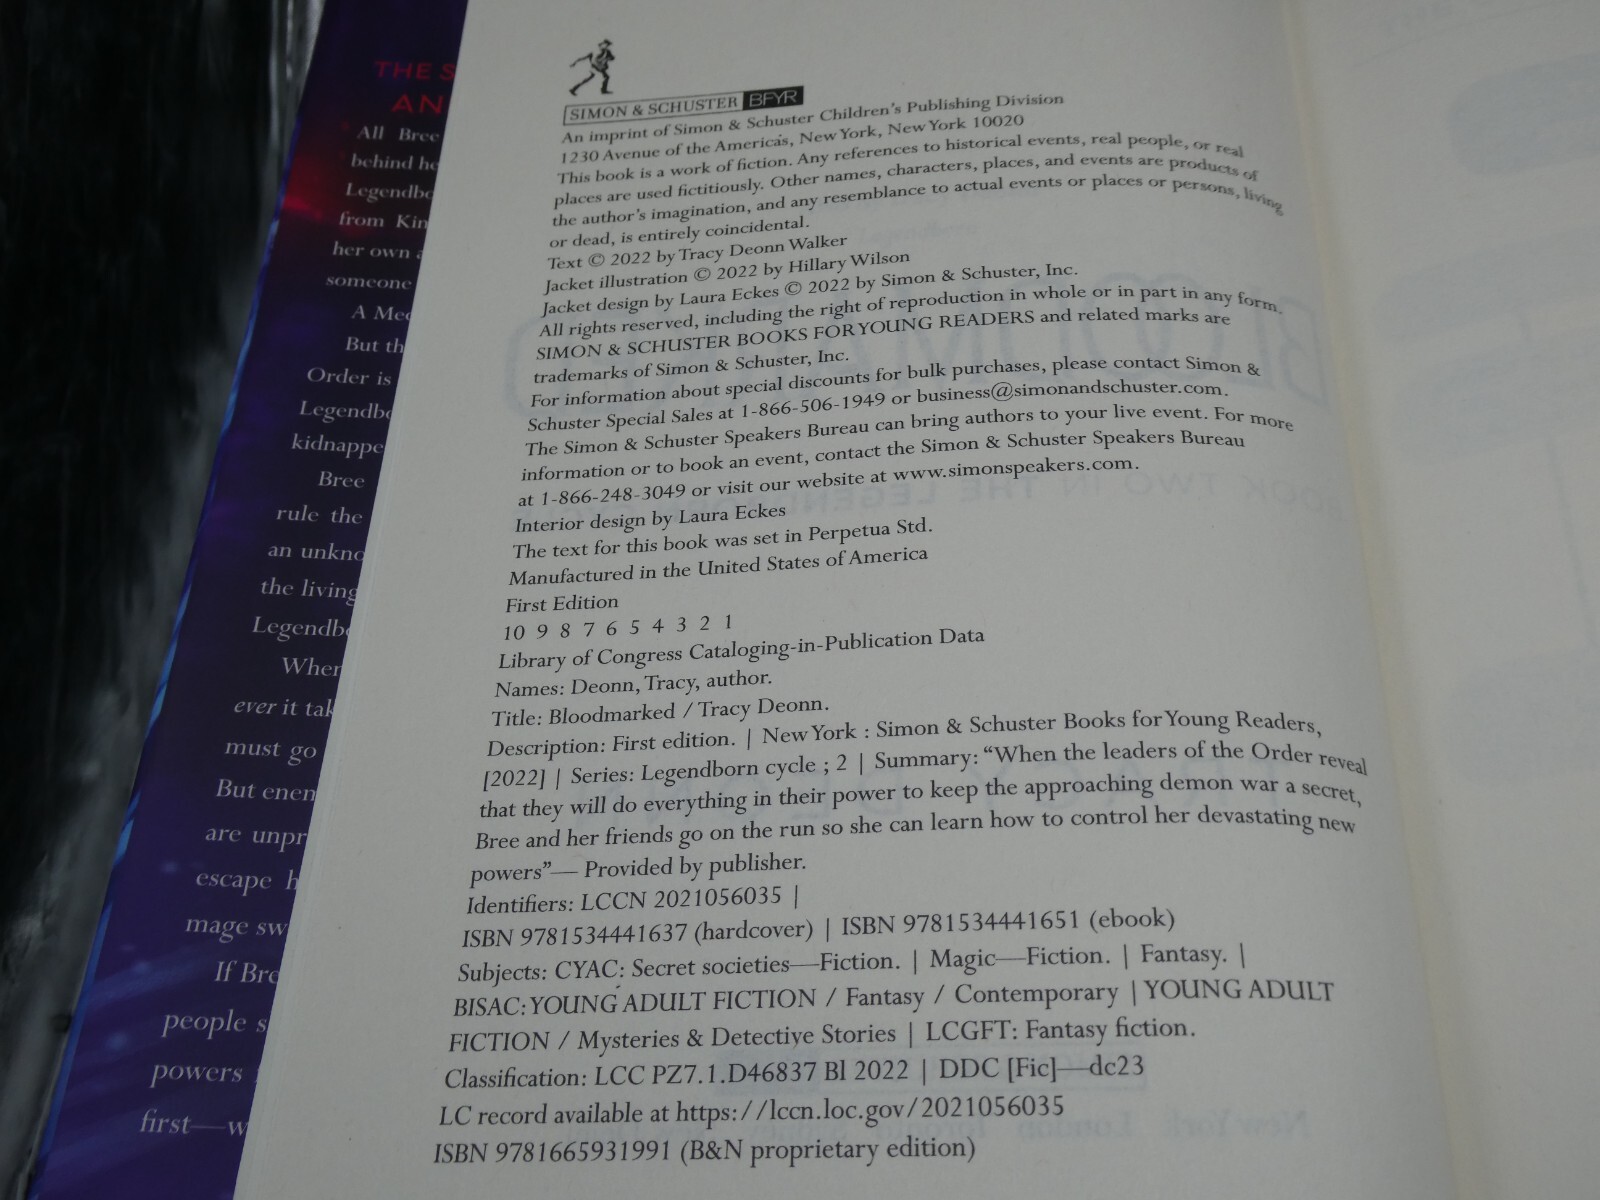 THE S
AN
All Bree
behind he
Legendbo
from Kin
her own a
someone
A Med
But th
Order is
Legendbo
kidnappe
Bree
rule the
an unkno
the living
Legendbo
When
ever it tak
must go
But enem
are unpr
escape h
mage sw
If Bre
people s
powers
first—w
SIMON & SCHUSTER BFYR
An imprint of Simon & Schuster Children's Publishing Division
1230 Avenue of the Americas, New York, New York 10020
This book is a work of fiction. Any references to historical events, real people, or real
places are used fictitiously. Other names, characters, places, and events are products of
the author's imagination, and any resemblance to actual events or places or persons, living
or dead, is entirely coincidental.
Text © 2022 by Tracy Deonn Walker
Jacket illustration © 2022 by Hillary Wilson
Jacket design by Laura Eckes © 2022 by Simon & Schuster, Inc.
All rights reserved, including the right of reproduction in whole or in part in any form.
SIMON & SCHUSTER BOOKS FOR YOUNG READERS and related marks are
trademarks of Simon & Schuster, Inc.
For information about special discounts for bulk purchases, please contact Simon &
Schuster Special Sales at 1-866-506-1949 or business@simonandschuster.com.
The Simon & Schuster Speakers Bureau can bring authors to your live event. For more
information or to book an event, contact the Simon & Schuster Speakers Bureau
at 1-866-248-3049 or visit our website at www.simonspeakers.com.
Interior design by Laura Eckes
The text for this book was set in Perpetua Std.
Manufactured in the United States of America
First Edition
10 9 8 7 6 5 4 3 2 1
Library of Congress Cataloging-in-Publication Data
Names: Deonn, Tracy, author.
Title: Bloodmarked / Tracy Deonn.
Description: First edition. | New York : Simon & Schuster Books for Young Readers,
[2022] | Series: Legendborn cycle ; 2 | Summary: “When the leaders of the Order reveal
that they will do everything in their power to keep the approaching demon war a secret,
Bree and her friends go on the run so she can learn how to control her devastating new
powers”— Provided by publisher.
Identifiers: LCCN 2021056035 |
ISBN 9781534441637 (hardcover) | ISBN 9781534441651 (ebook)
Subjects: CYAC: Secret societies—Fiction. | Magic—Fiction. | Fantasy. |
BISAC: YOUNG ADULT FICTION / Fantasy / Contemporary | YOUNG ADULT
FICTION / Mysteries & Detective Stories | LCGFT: Fantasy fiction.
Classification: LCC PZ7.1.D46837 Bl 2022 | DDC [Fic]—dc23
LC record available at https://lccn.loc.gov/2021056035
ISBN 9781665931991 (B&N proprietary edition)